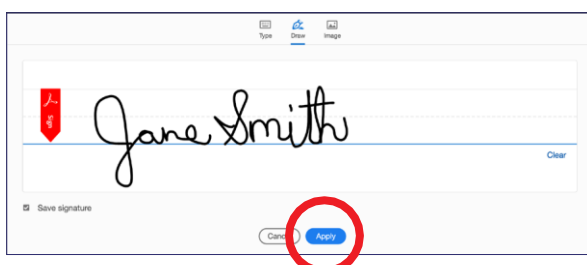 Type Draw Image
Sign
Jane Smith
Clear
Save signature
Cancel Apply